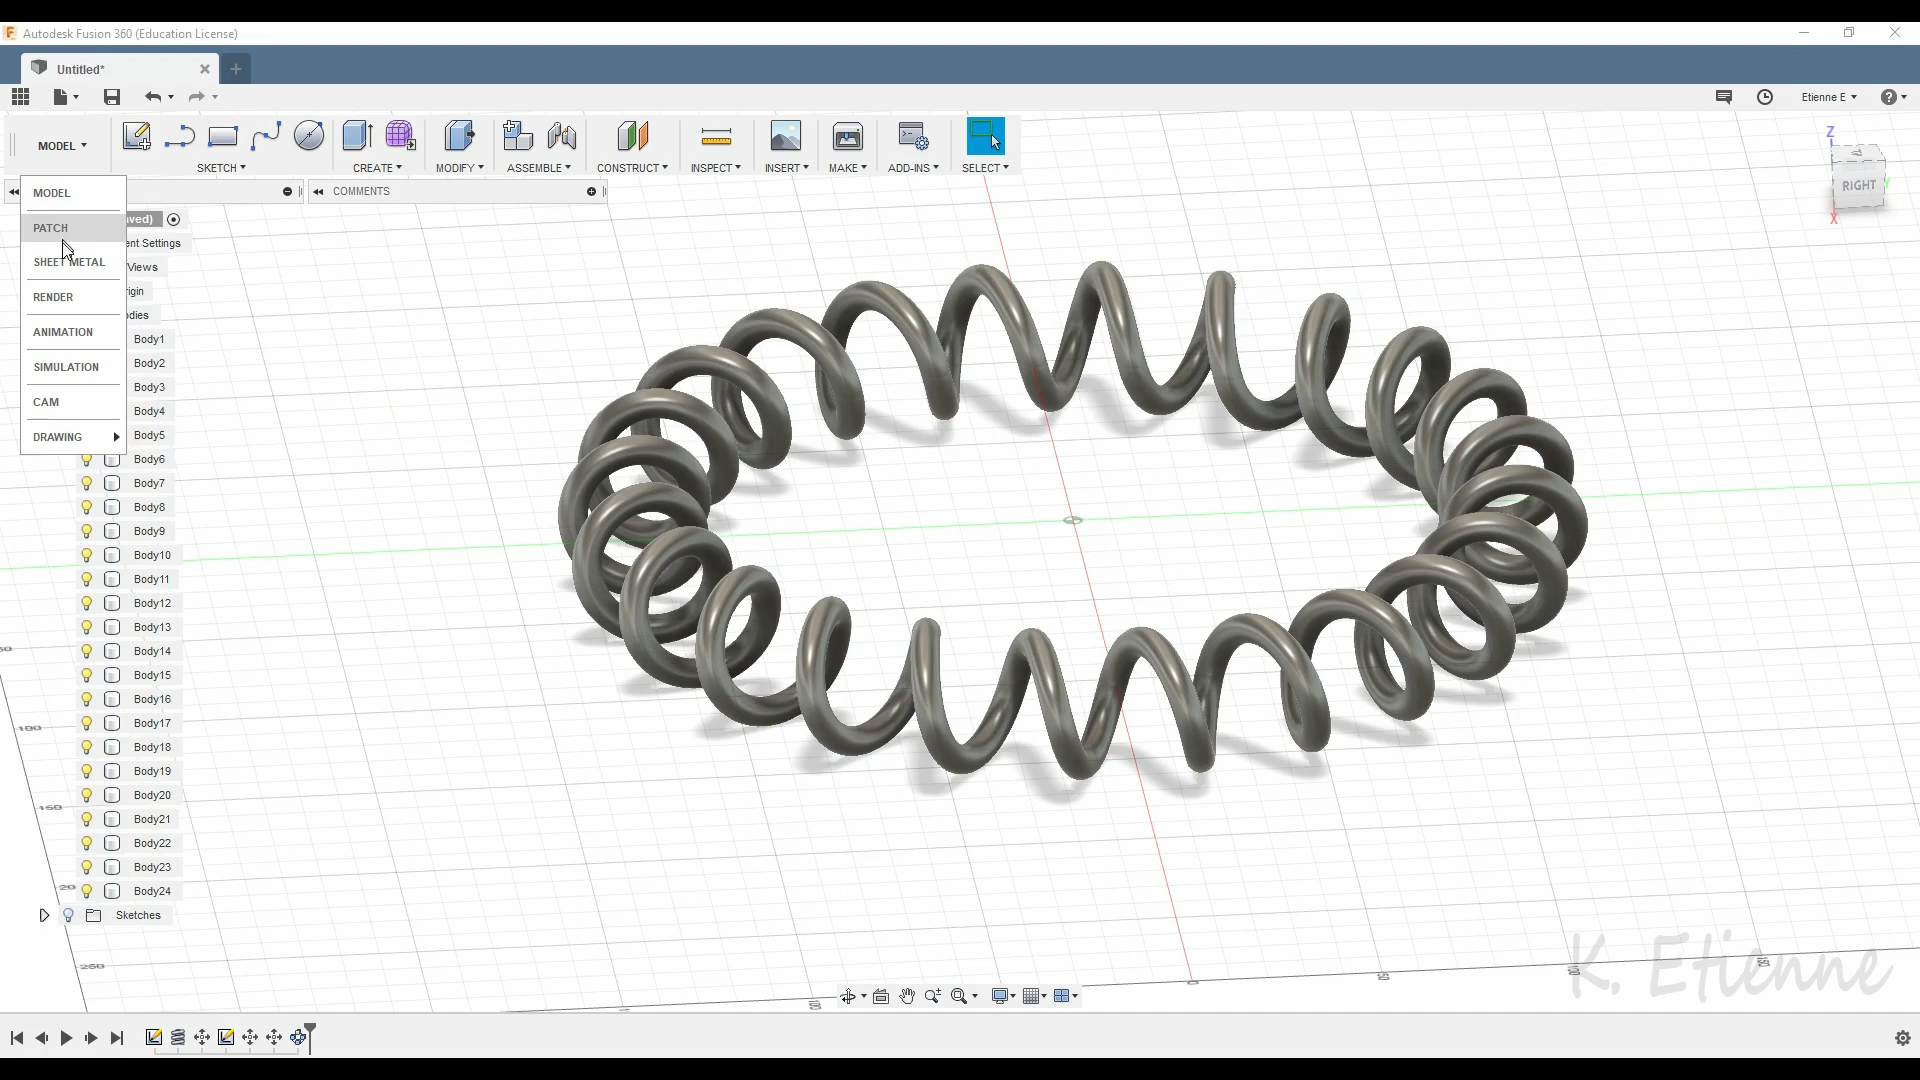 Autodesk Fusion 360 (Education License)
Untitled*
Etienne E
MODEL
SKETCH
CREATE
MODIFY
ASSEMBLE
CONSTRUCT
INSPECT
INSERT
MAKE
ADD-INS
SELECT
COMMENTS
MODEL
PATCH
SHEET METAL
RENDER
ANIMATION
SIMULATION
CAM
DRAWING
Z
RIGHT
Y
X
ved)
ent Settings
Views
rigin
odies
Body1
Body2
Body3
Body4
Body5
Body6
Body7
Body8
Body9
Body10
Body11
Body12
Body13
Body14
Body15
Body16
Body17
Body18
Body19
Body20
Body21
Body22
Body23
Body24
Sketches
100
150
250
K. Etienne